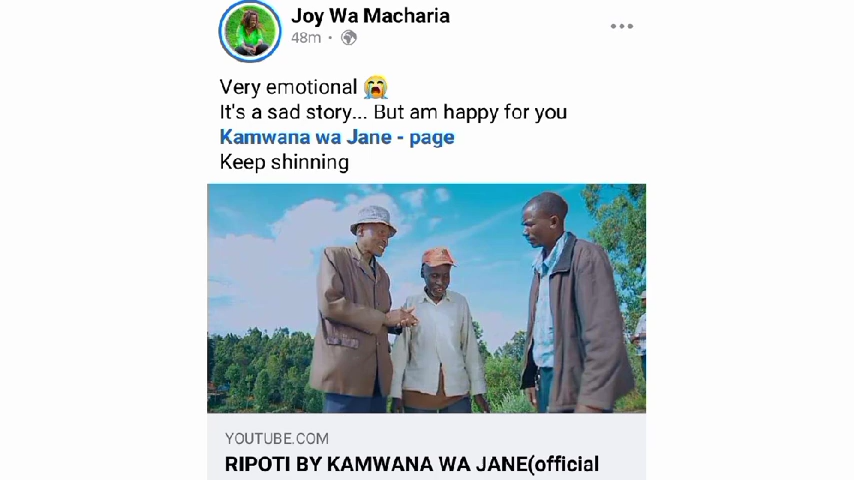 Joy Wa Macharia
48m ·
Very emotional 😭
It's a sad story... But am happy for you
Kamwana wa Jane - page
Keep shinning
YOUTUBE.COM
RIPOTI BY KAMWANA WA JANE(official